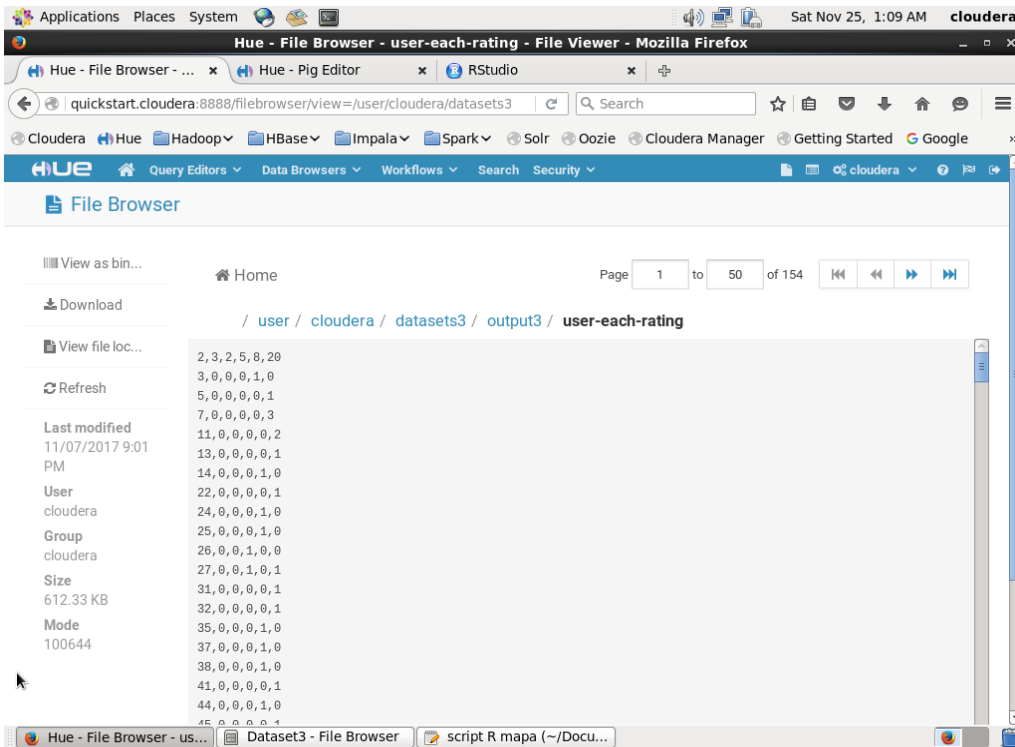 Applications Places System Sat Nov 25, 1:09 AM cloudera
Hue - File Browser - user-each-rating - File Viewer - Mozilla Firefox
Hue - File Browser - ... Hue - Pig Editor RStudio
quickstart.cloudera:8888/filebrowser/view=/user/cloudera/datasets3 Search
Cloudera Hue Hadoop HBase Impala Spark Solr Oozie Cloudera Manager Getting Started Google
HUE Query Editors Data Browsers Workflows Search Security cloudera
File Browser
View as bin...
Home Page 1 to 50 of 154
Download
/ user / cloudera / datasets3 / output3 / user-each-rating
View file loc...
Refresh
Last modified
11/07/2017 9:01
PM
User
cloudera
Group
cloudera
Size
612.33 KB
Mode
100644
2,3,2,5,8,20
3,0,0,0,1,0
5,0,0,0,0,1
7,0,0,0,0,3
11,0,0,0,0,2
13,0,0,0,0,1
14,0,0,0,1,0
22,0,0,0,0,1
24,0,0,0,1,0
25,0,0,0,1,0
26,0,0,1,0,0
27,0,0,1,0,1
31,0,0,0,0,1
32,0,0,0,0,1
35,0,0,0,1,0
37,0,0,0,1,0
38,0,0,0,1,0
41,0,0,0,0,1
44,0,0,0,1,0
45,0,0,0,0,1
Hue - File Browser - us... Dataset3 - File Browser script R mapa (~/Docu...